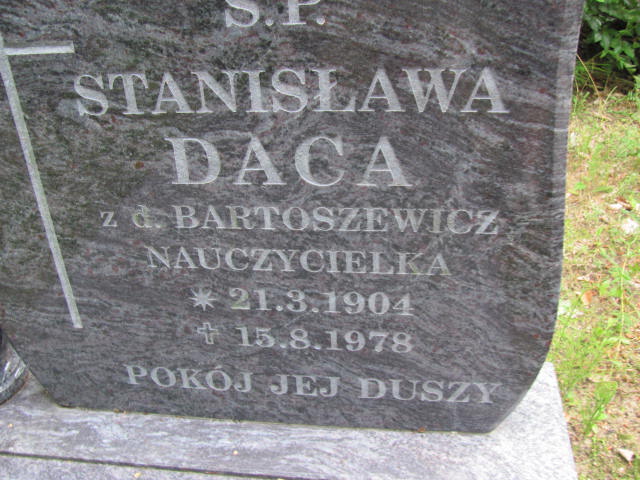 Ś.P.
STANISŁAWA
DACA
z d. BARTOSZEWICZ
NAUCZYCIELKA
* 21.3.1904
✝ 15.8.1978
POKÓJ JEJ DUSZY